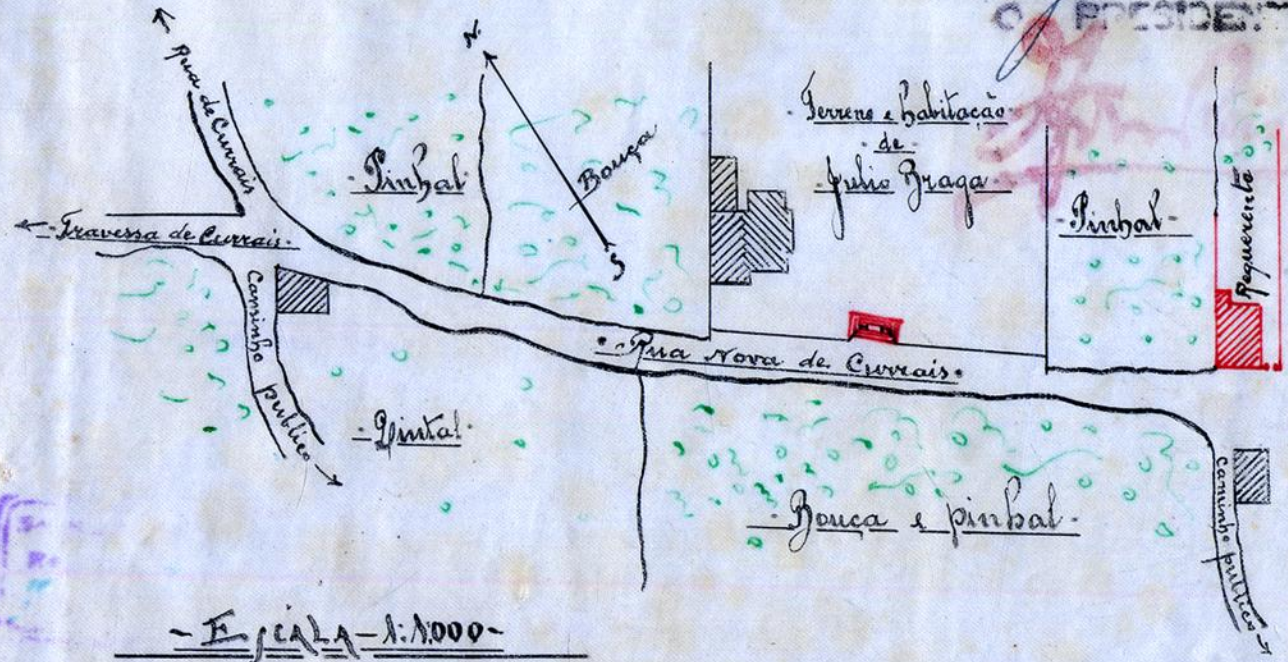 O PRESIDENT
Rua de Currais
N.
Bouça
S
- Pinhal -
Terreno e habitação
- de -
Julio Braga -
- Pinhal -
Requerente
- Travessa de Currais -
Caminho publico
- Rua Nova de Currais -
- Quintal -
- Bouça e pinhal -
Caminho publico
- ESCALA - 1:1000 -